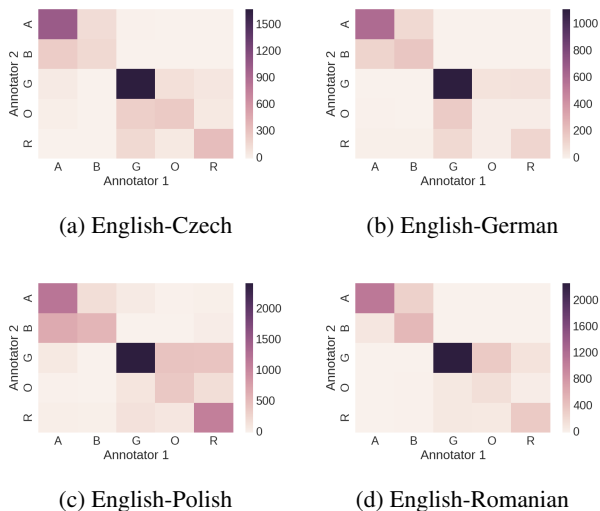 A
B
G
O
R
Annotator 2
A B G O R
Annotator 1
1500
1200
900
600
300
0
(a) English-Czech
A
B
G
O
R
Annotator 2
A B G O R
Annotator 1
1000
800
600
400
200
0
(b) English-German
A
B
G
O
R
Annotator 2
A B G O R
Annotator 1
2000
1500
1000
500
0
(c) English-Polish
A
B
G
O
R
Annotator 2
A B G O R
Annotator 1
2000
1600
1200
800
400
0
(d) English-Romanian